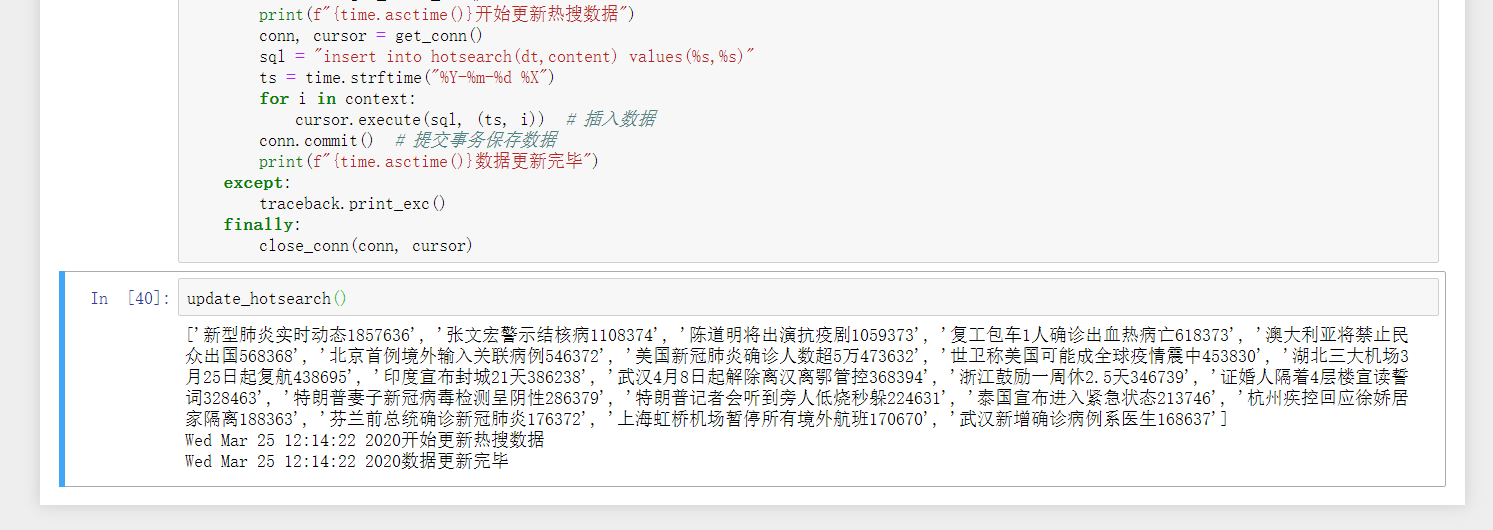 print(f"{time.asctime()}开始更新热搜数据")
conn, cursor = get_conn()
sql = "insert into hotsearch(dt,content) values(%s,%s)"
ts = time.strftime("%Y-%m-%d %X")
for i in context:
cursor.execute(sql, (ts, i))  # 插入数据
conn.commit()  # 提交事务保存数据
print(f"{time.asctime()}数据更新完毕")
except:
traceback.print_exc()
finally:
close_conn(conn, cursor)
In [40]: update_hotsearch()
['新型肺炎实时动态1857636', '张文宏警示结核病1108374', '陈道明将出演抗疫剧1059373', '复工包车1人确诊出血热病亡618373', '澳大利亚将禁止民
众出国568368', '北京首例境外输入关联病例546372', '美国新冠肺炎确诊人数超5万473632', '世卫称美国可能成全球疫情震中453830', '湖北三大机场3
月25日起复航438695', '印度宣布封城21天386238', '武汉4月8日起解除离汉离鄂管控368394', '浙江鼓励一周休2.5天346739', '证婚人隔着4层楼宣读誓
词328463', '特朗普妻子新冠病毒检测呈阴性286379', '特朗普记者会听到旁人低烧秒躲224631', '泰国宣布进入紧急状态213746', '杭州疾控回应徐娇居
家隔离188363', '芬兰前总统确诊新冠肺炎176372', '上海虹桥机场暂停所有境外航班170670', '武汉新增确诊病例系医生168637']
Wed Mar 25 12:14:22 2020开始更新热搜数据
Wed Mar 25 12:14:22 2020数据更新完毕